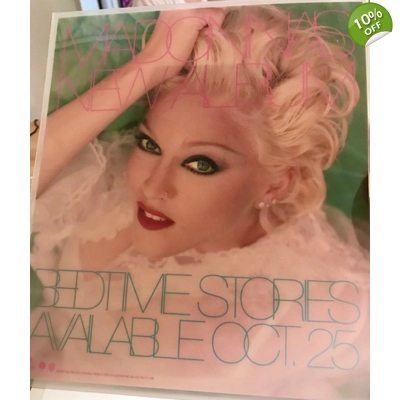 10%
OFF
MADONNA'S
NEW ALBUM
BEDTIME STORIES
AVAILABLE OCT. 25